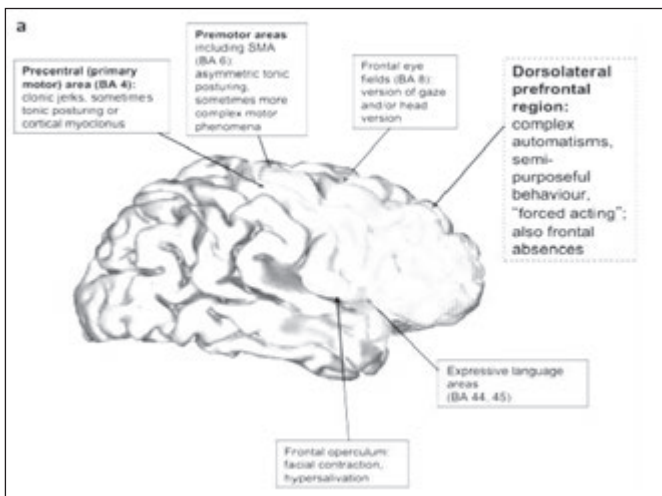 a
Precentral (primary
motor) area (BA 4):
clonic jerks, sometimes
tonic posturing or
cortical myoclonus
Premotor areas
including SMA
(BA 6):
asymmetric tonic
posturing,
sometimes more
complex motor
phenomena
Frontal eye
fields (BA 8):
version of gaze
and/or head
version
Dorsolateral
prefrontal
region:
complex
automatisms,
semi-
purposeful
behaviour,
"forced acting";
also frontal
absences
Expressive language
areas
(BA 44, 45)
Frontal operculum:
facial contraction,
hypersalivation